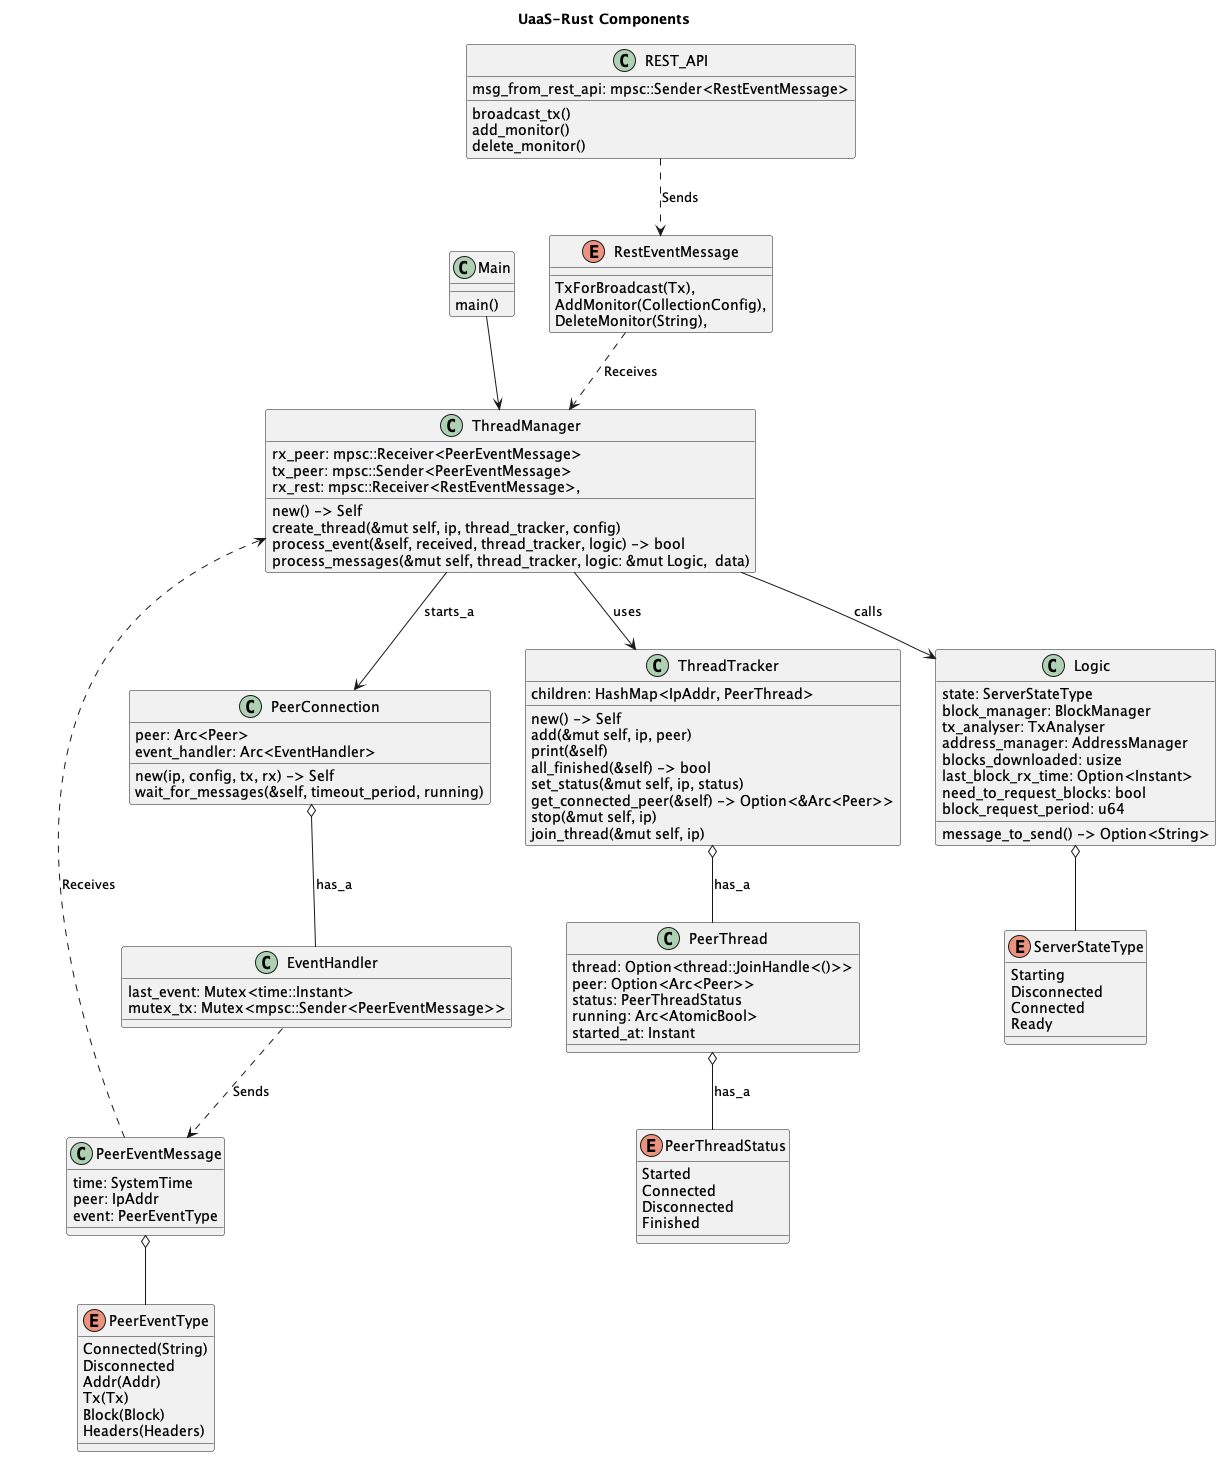 UaaS-Rust Components
C REST_API
msg_from_rest_api: mpsc::Sender<RestEventMessage>
broadcast_tx()
add_monitor()
delete_monitor()
Sends
E RestEventMessage
TxForBroadcast(Tx),
AddMonitor(CollectionConfig),
DeleteMonitor(String),
C Main
main()
Receives
C ThreadManager
rx_peer: mpsc::Receiver<PeerEventMessage>
tx_peer: mpsc::Sender<PeerEventMessage>
rx_rest: mpsc::Receiver<RestEventMessage>,
new() -> Self
create_thread(&mut self, ip, thread_tracker, config)
process_event(&self, received, thread_tracker, logic) -> bool
process_messages(&mut self, thread_tracker, logic: &mut Logic,  data)
starts_a
uses
calls
C PeerConnection
peer: Arc<Peer>
event_handler: Arc<EventHandler>
new(ip, config, tx, rx) -> Self
wait_for_messages(&self, timeout_period, running)
C ThreadTracker
children: HashMap<IpAddr, PeerThread>
new() -> Self
add(&mut self, ip, peer)
print(&self)
all_finished(&self) -> bool
set_status(&mut self, ip, status)
get_connected_peer(&self) -> Option<&Arc<Peer>>
stop(&mut self, ip)
join_thread(&mut self, ip)
C Logic
state: ServerStateType
block_manager: BlockManager
tx_analyser: TxAnalyser
address_manager: AddressManager
blocks_downloaded: usize
last_block_rx_time: Option<Instant>
need_to_request_blocks: bool
block_request_period: u64
message_to_send() -> Option<String>
Receives
has_a
has_a
C EventHandler
last_event: Mutex<time::Instant>
mutex_tx: Mutex<mpsc::Sender<PeerEventMessage>>
C PeerThread
thread: Option<thread::JoinHandle<()>>
peer: Option<Arc<Peer>>
status: PeerThreadStatus
running: Arc<AtomicBool>
started_at: Instant
E ServerStateType
Starting
Disconnected
Connected
Ready
Sends
has_a
C PeerEventMessage
time: SystemTime
peer: IpAddr
event: PeerEventType
E PeerThreadStatus
Started
Connected
Disconnected
Finished
E PeerEventType
Connected(String)
Disconnected
Addr(Addr)
Tx(Tx)
Block(Block)
Headers(Headers)